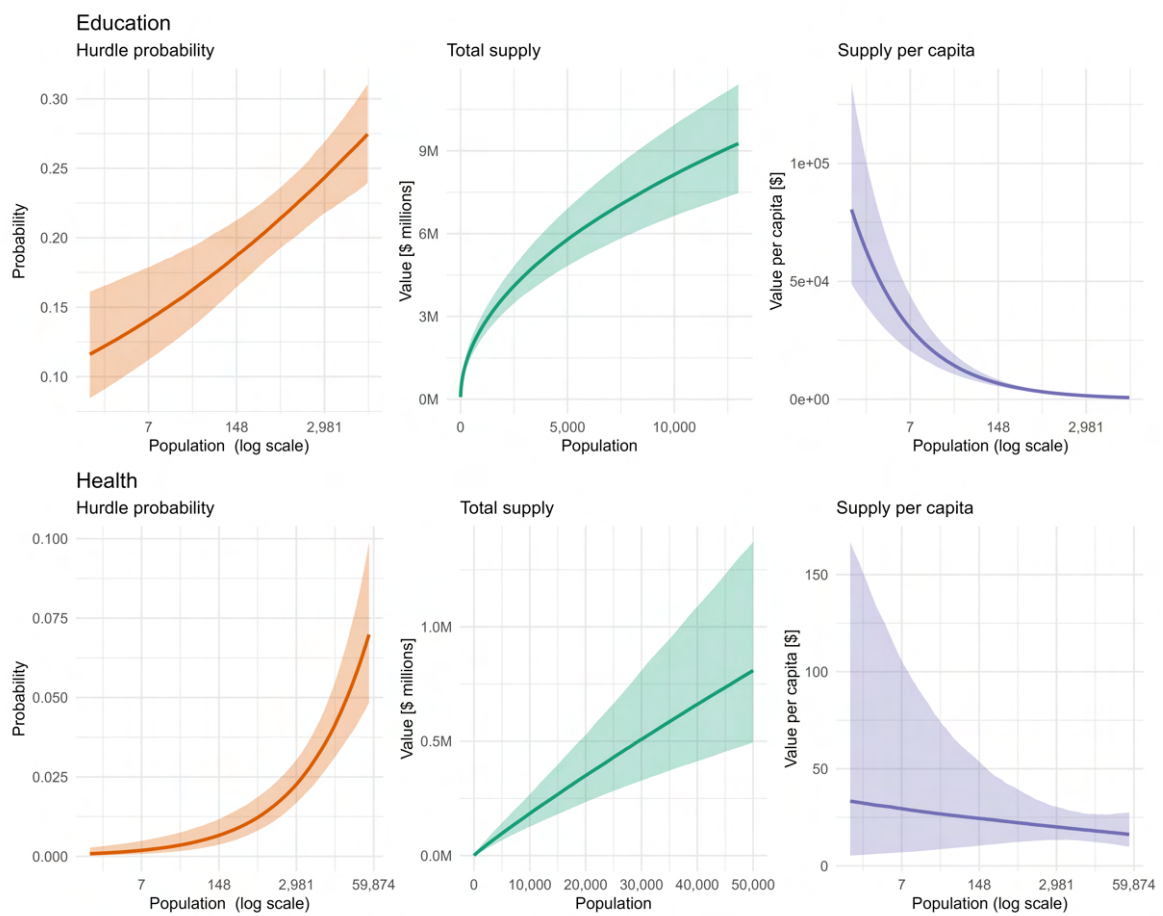 Education
Hurdle probability
Total supply
Supply per capita
0.30
0.25
0.20
0.15
0.10
Probability
7
148
2,981
Population (log scale)
9M
6M
3M
0M
Value [$ millions]
0
5,000
10,000
Population
1e+05
5e+04
0e+00
Value per capita [$]
7
148
2,981
Population (log scale)
Health
Hurdle probability
Total supply
Supply per capita
0.100
0.075
0.050
0.025
0.000
Probability
7
148
2,981
59,874
Population (log scale)
1.0M
0.5M
0.0M
Value [$ millions]
0
10,000
20,000
30,000
40,000
50,000
Population
150
100
50
0
Value per capita [$]
7
148
2,981
59,874
Population (log scale)